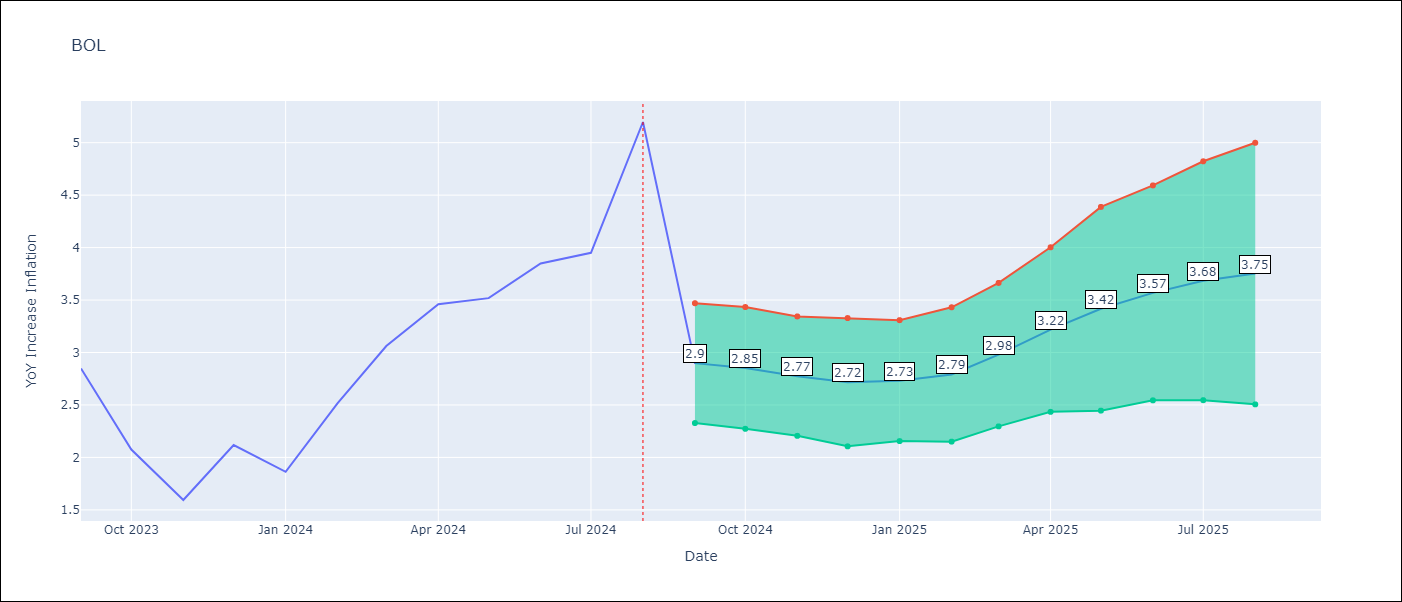 BOL
YoY Increase Inflation
5
4.5
4
3.5
3
2.5
2
1.5
2.9
2.85
2.77
2.72
2.73
2.79
2.98
3.22
3.42
3.57
3.68
3.75
Oct 2023
Jan 2024
Apr 2024
Jul 2024
Oct 2024
Jan 2025
Apr 2025
Jul 2025
Date